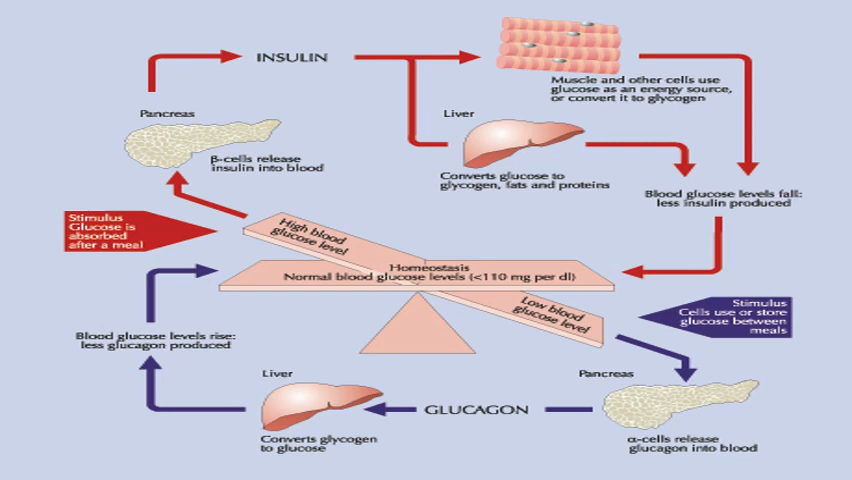 INSULIN
Muscle and other cells use
glucose as an energy source,
or convert it to glycogen
Pancreas
Liver
β-cells release
insulin into blood
Converts glucose to
glycogen, fats and proteins
Blood glucose levels fall:
less insulin produced
Stimulus
Glucose is
absorbed
after a meal
High blood
glucose level
Homeostasis
Normal blood glucose levels (<110 mg per dl)
Low blood
glucose level
Stimulus
Cells use or store
glucose between
meals
Blood glucose levels rise:
less glucagon produced
Liver
Pancreas
GLUCAGON
Converts glycogen
to glucose
α-cells release
glucagon into blood